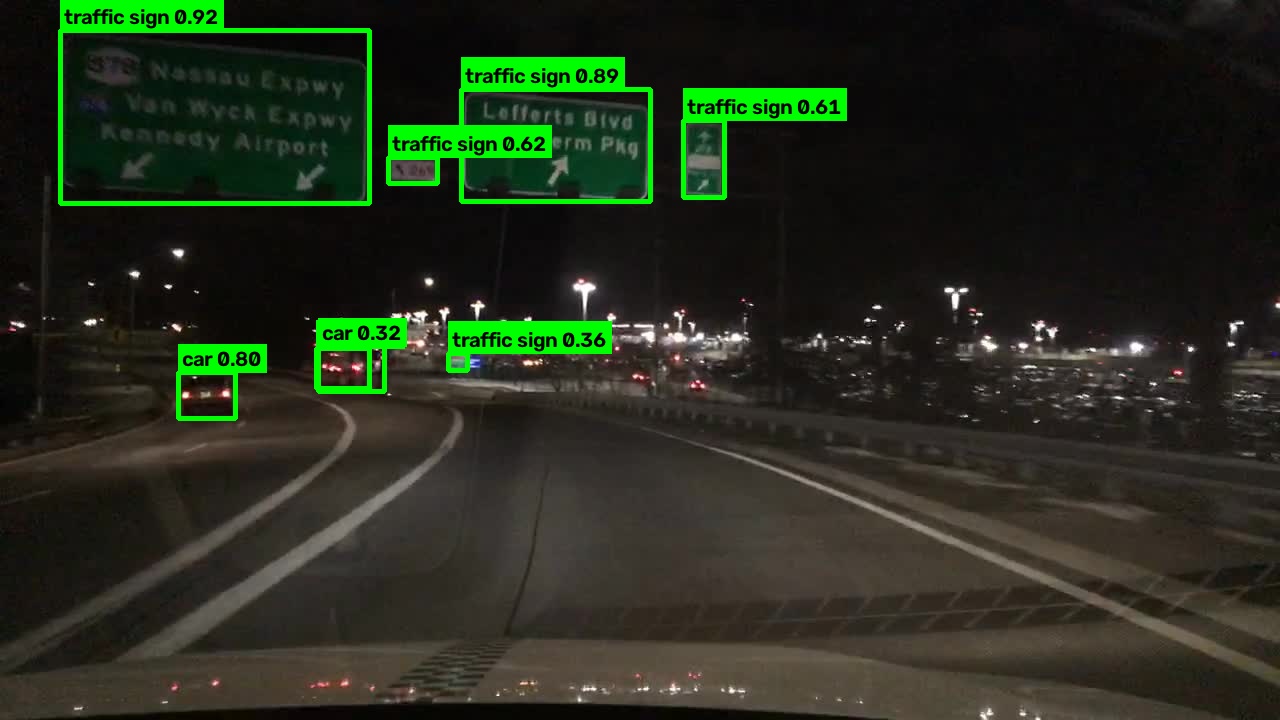 traffic sign 0.92
878 Nassau Expwy
Van Wyck Expwy
Kennedy Airport
traffic sign 0.62
traffic sign 0.89
Lefferts Blvd
erm Pkg
traffic sign 0.61
car 0.80
car 0.32
traffic sign 0.36